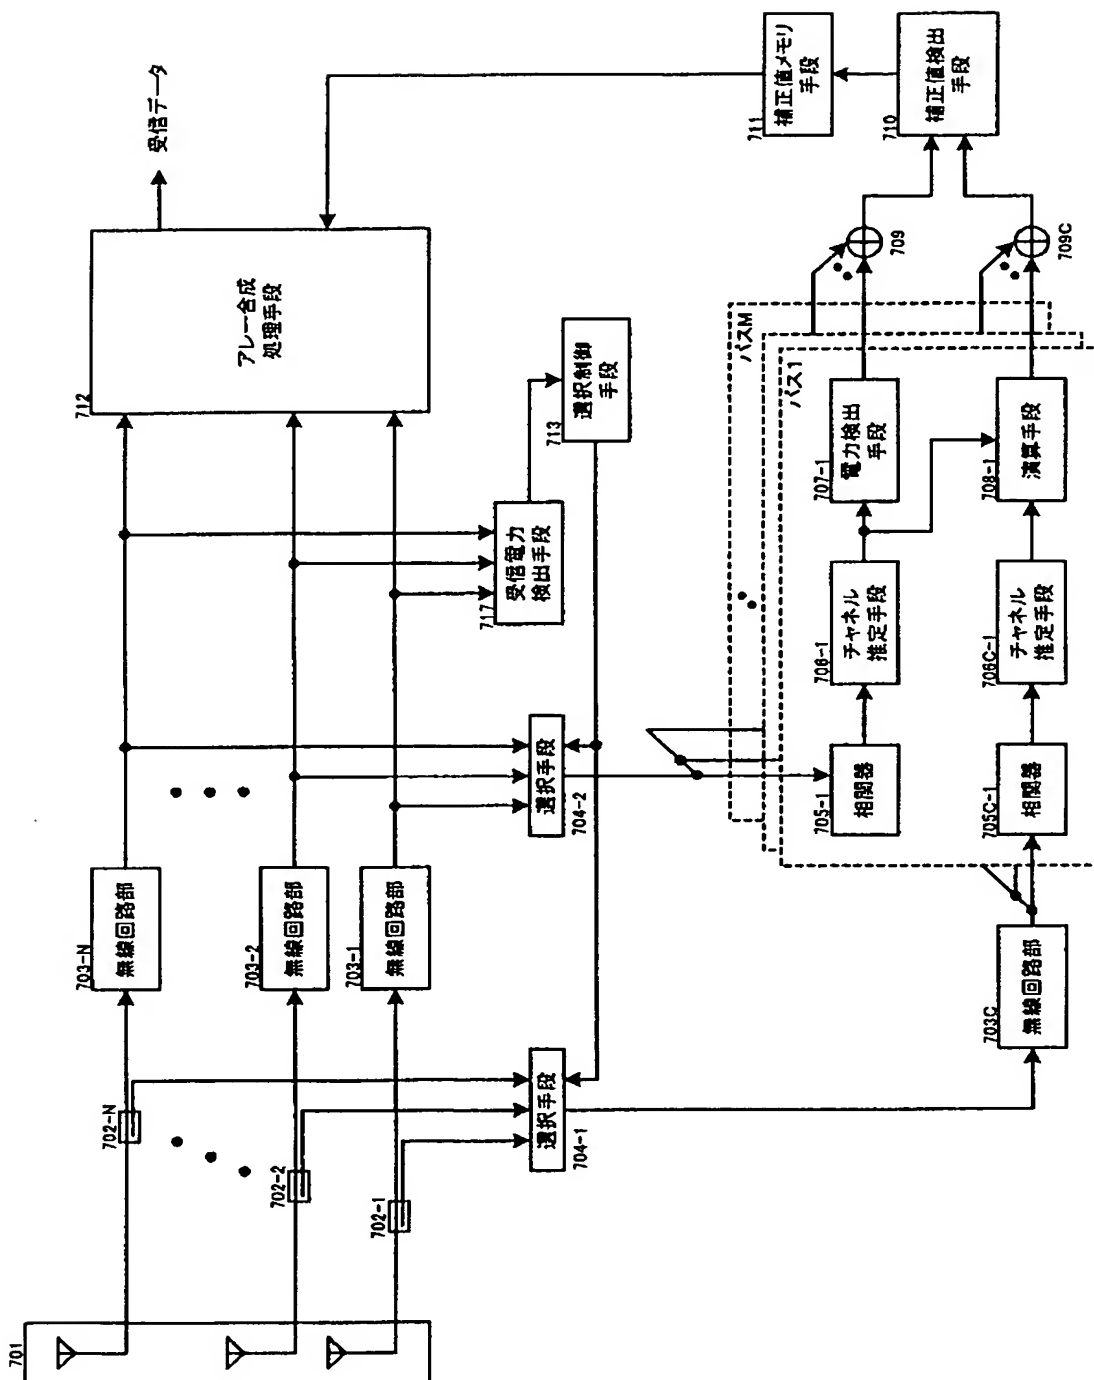 701
702-N
702-2
702-1
703-N
無線回路部
703-2
無線回路部
703-1
無線回路部
選択手段
704-1
選択手段
704-2
717
受信電力
検出手段
713
選択制御
手段
712
アレー合成
処理手段
受信データ
703C
無線回路部
パスM
パス1
705-1
相関器
706-1
チャネル
推定手段
707-1
電力検出
手段
705C-1
相関器
706C-1
チャネル
推定手段
708-1
演算手段
709
709C
710
補正値検出
手段
711
補正値メモリ
手段